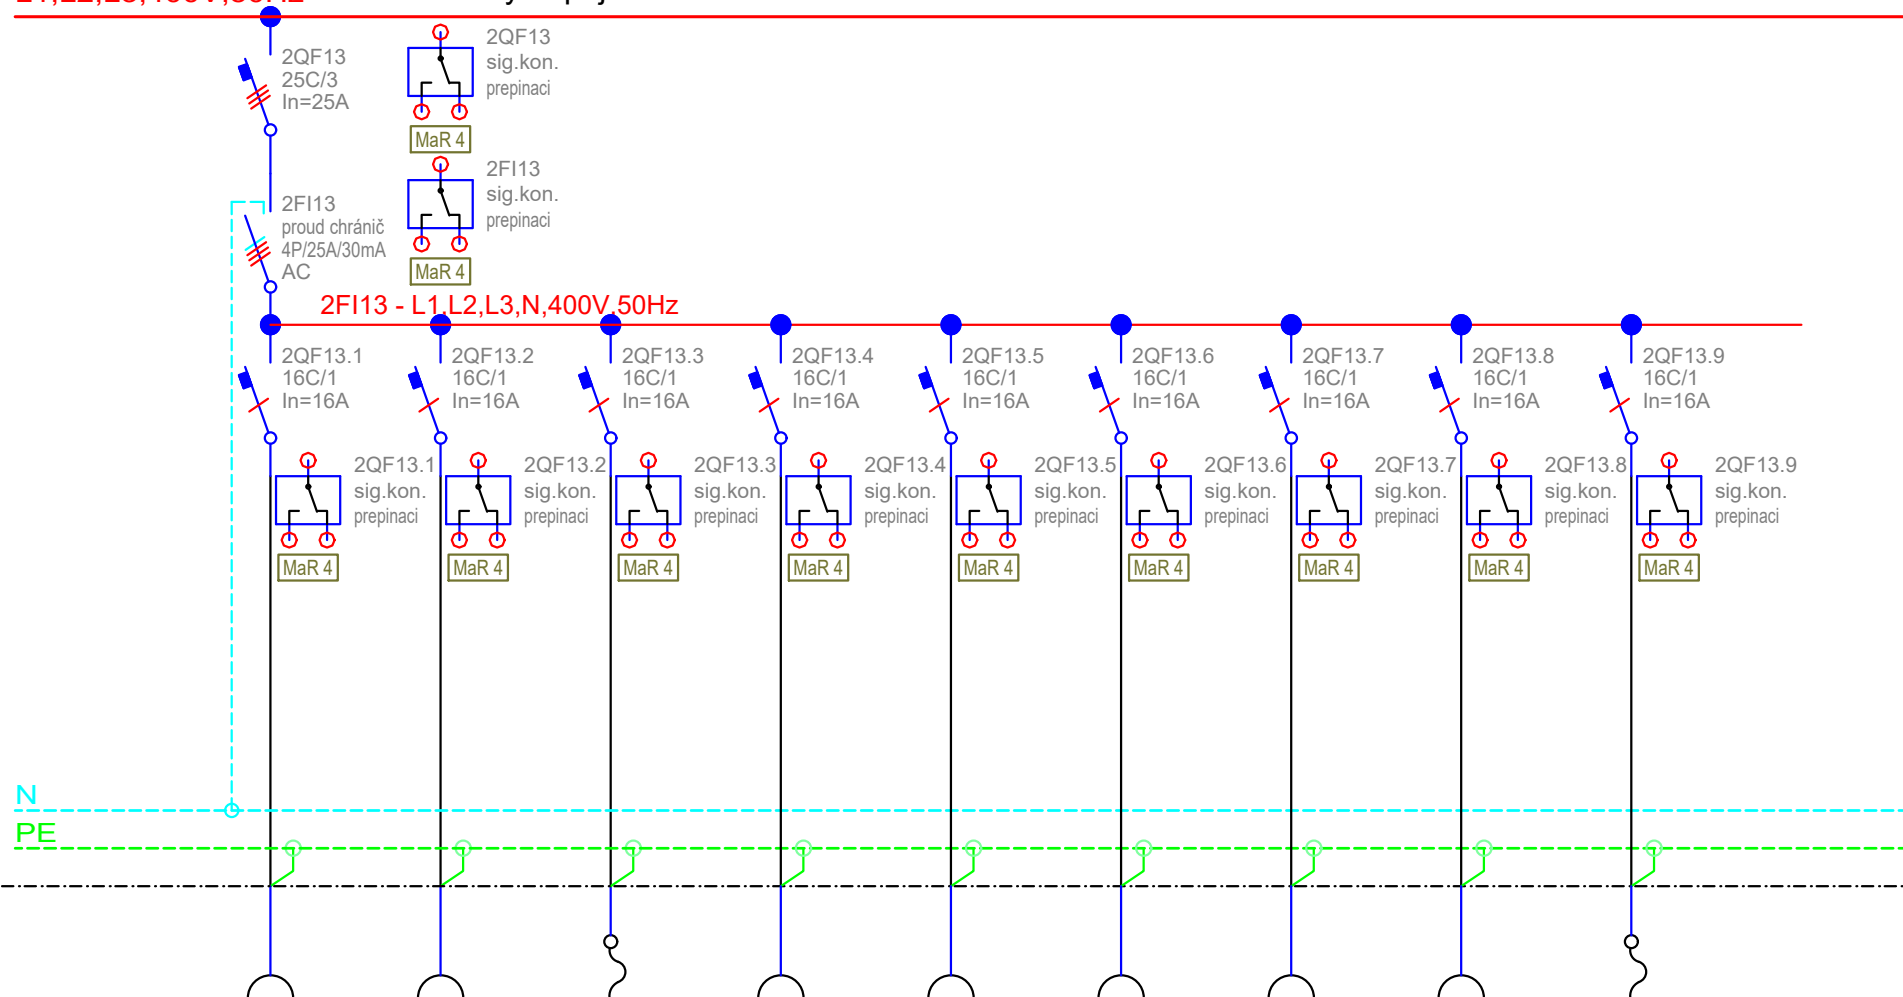 2QF13
25C/3
In=25A
2QF13
sig.kon.
prepinaci
MaR 4
2FI13
proud chránič
4P/25A/30mA
AC
2FI13
sig.kon.
prepinaci
MaR 4
2FI13 - L1,L2,L3,N,400V,50Hz
2QF13.1
16C/1
In=16A
2QF13.2
16C/1
In=16A
2QF13.3
16C/1
In=16A
2QF13.4
16C/1
In=16A
2QF13.5
16C/1
In=16A
2QF13.6
16C/1
In=16A
2QF13.7
16C/1
In=16A
2QF13.8
16C/1
In=16A
2QF13.9
16C/1
In=16A
2QF13.1
sig.kon.
prepinaci
MaR 4
2QF13.2
sig.kon.
prepinaci
MaR 4
2QF13.3
sig.kon.
prepinaci
MaR 4
2QF13.4
sig.kon.
prepinaci
MaR 4
2QF13.5
sig.kon.
prepinaci
MaR 4
2QF13.6
sig.kon.
prepinaci
MaR 4
2QF13.7
sig.kon.
prepinaci
MaR 4
2QF13.8
sig.kon.
prepinaci
MaR 4
2QF13.9
sig.kon.
prepinaci
MaR 4
N
PE